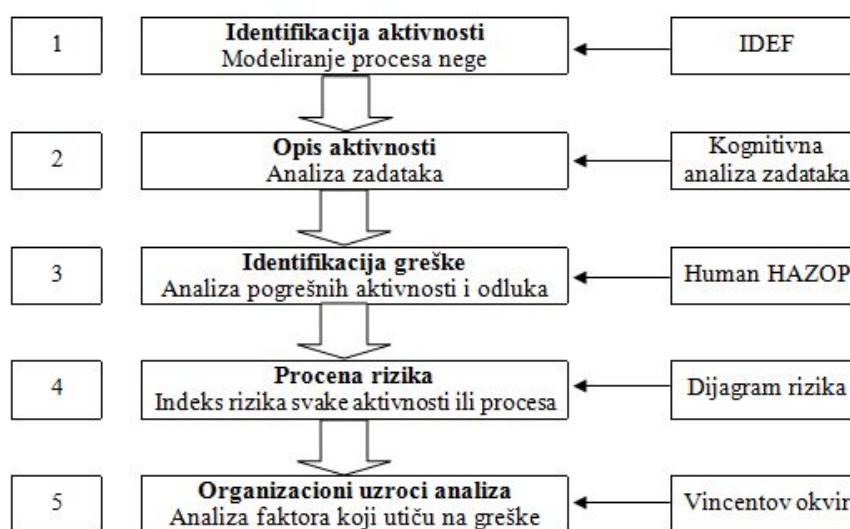 1
Identifikacija aktivnosti
Modeliranje procesa nege
IDEF
2
Opis aktivnosti
Analiza zadataka
Kognitivna
analiza zadataka
3
Identifikacija greške
Analiza pogrešnih aktivnosti i odluka
Human HAZOP
4
Procena rizika
Indeks rizika svake aktivnosti ili procesa
Dijagram rizika
5
Organizacioni uzroci analiza
Analiza faktora koji utiču na greške
Vincentov okvir